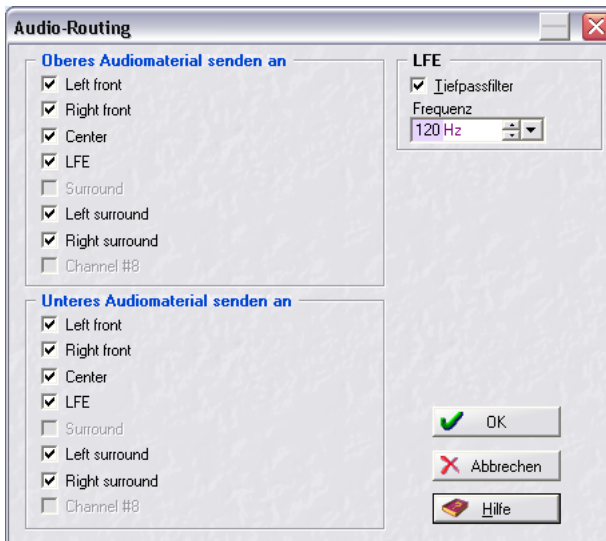 Audio-Routing
Oberes Audiomaterial senden an
Left front
Right front
Center
LFE
Surround
Left surround
Right surround
Channel #8
LFE
Tiefpassfilter
Frequenz
120 Hz
Unteres Audiomaterial senden an
Left front
Right front
Center
LFE
Surround
Left surround
Right surround
Channel #8
OK
Abbrechen
Hilfe